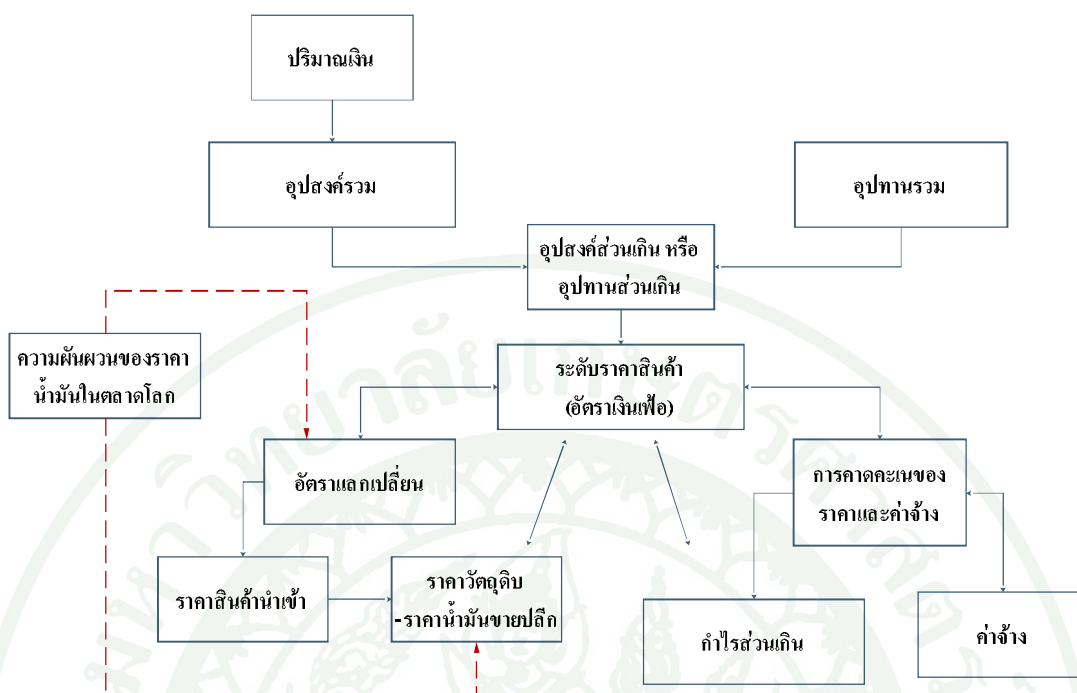 ปริมาณเงิน
อุปสงค์รวม
อุปทานรวม
อุปสงค์ส่วนเกิน หรือ
อุปทานส่วนเกิน
ความผันผวนของราคา
น้ำมันในตลาดโลก
ระดับราคาสินค้า
(อัตราเงินเฟ้อ)
อัตราแลกเปลี่ยน
การคาดคะเนของ
ราคาและค่าจ้าง
ราคาสินค้านำเข้า
ราคาวัตถุดิบ
-ราคาน้ำมันขายปลีก
กำไรส่วนเกิน
ค่าจ้าง